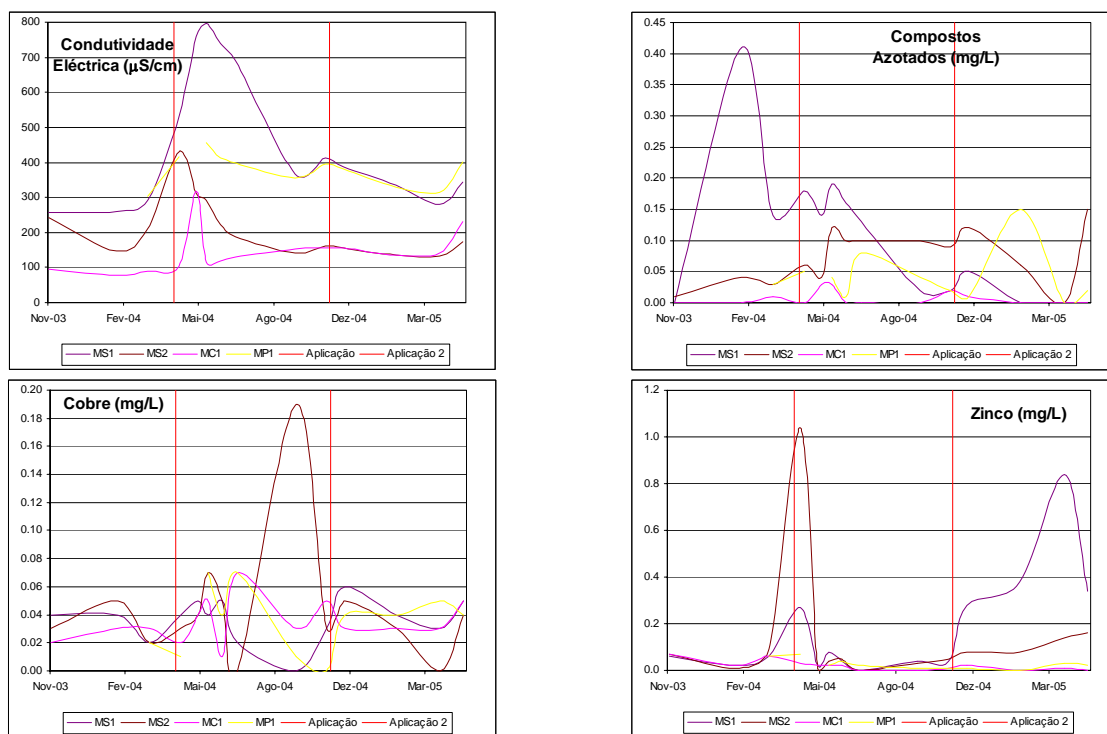 Condutividade
Eléctrica (µS/cm)
800
700
600
500
400
300
200
100
0
Nov-03 Fev-04 Mai-04 Ago-04 Dez-04 Mar-05
MS1 MS2 MC1 MP1 Aplicação Aplicação 2
Compostos
Azotados (mg/L)
0.45
0.40
0.35
0.30
0.25
0.20
0.15
0.10
0.05
0.00
Nov-03 Fev-04 Mai-04 Ago-04 Dez-04 Mar-05
MS1 MS2 MC1 MP1 Aplicação Aplicação 2
Cobre (mg/L)
0.20
0.18
0.16
0.14
0.12
0.10
0.08
0.06
0.04
0.02
0.00
Nov-03 Fev-04 Mai-04 Ago-04 Dez-04 Mar-05
MS1 MS2 MC1 MP1 Aplicação Aplicação 2
Zinco (mg/L)
1.2
1.0
0.8
0.6
0.4
0.2
0.0
Nov-03 Fev-04 Mai-04 Ago-04 Dez-04 Mar-05
MS1 MS2 MC1 MP1 Aplicação Aplicação 2